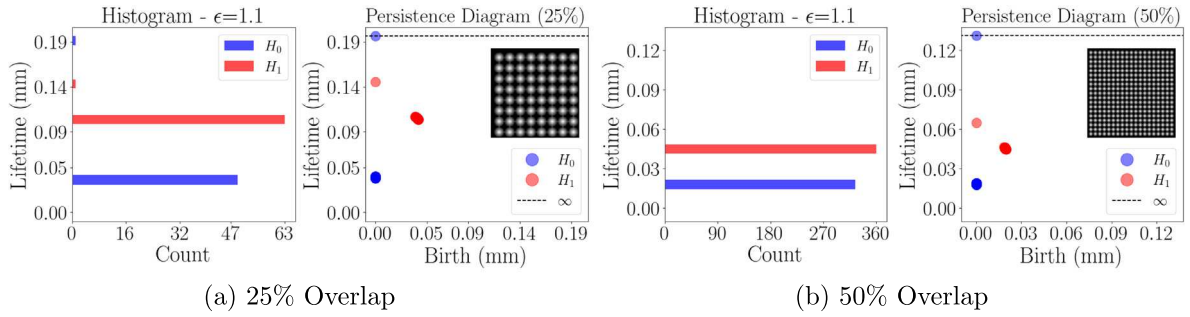 Histogram - ϵ=1.1
0.19
0.14
0.09
0.05
0.00
Lifetime (mm)
H₀
H₁
0 16 32 47 63
Count
Persistence Diagram (25%)
0.19
0.14
0.09
0.05
0.00
Lifetime (mm)
H₀
H₁
∞
0.00 0.05 0.09 0.14 0.19
Birth (mm)
(a) 25% Overlap
Histogram - ϵ=1.1
0.12
0.09
0.06
0.03
0.00
Lifetime (mm)
H₀
H₁
0 90 180 270 360
Count
Persistence Diagram (50%)
0.12
0.09
0.06
0.03
0.00
Lifetime (mm)
H₀
H₁
∞
0.00 0.03 0.06 0.09 0.12
Birth (mm)
(b) 50% Overlap